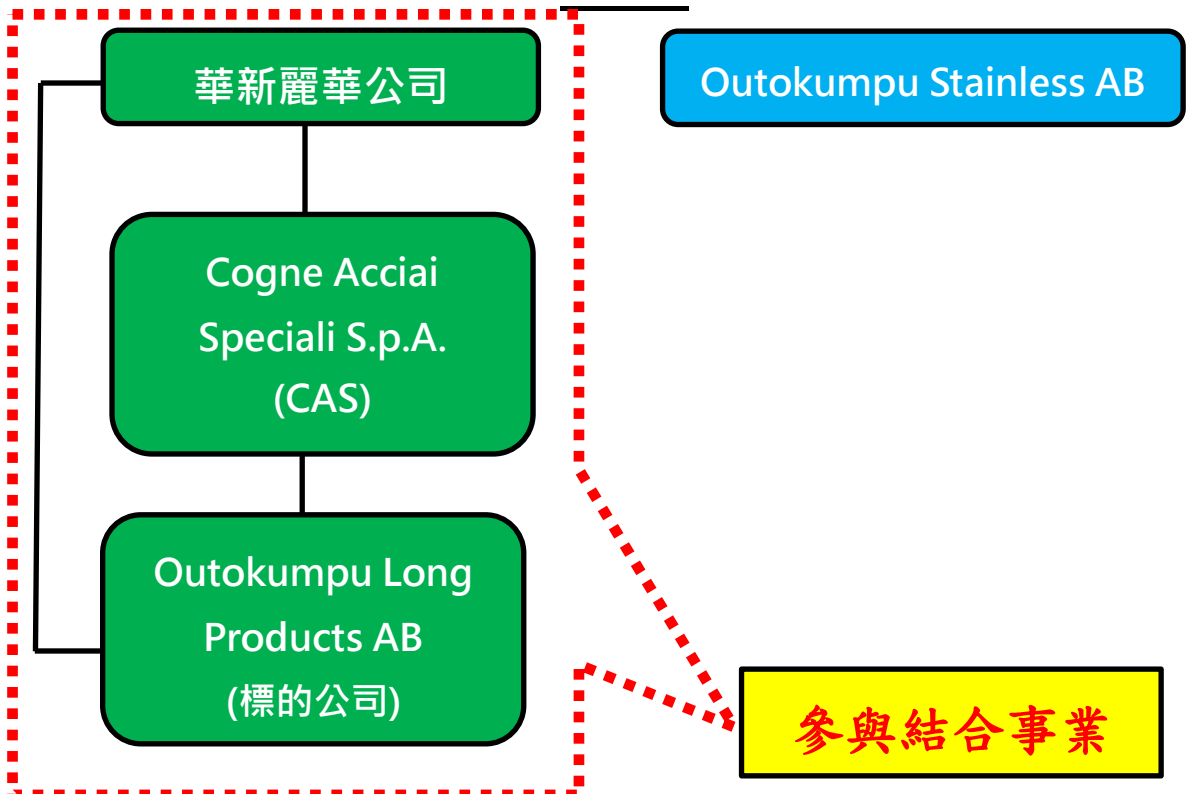 華新麗華公司
Outokumpu Stainless AB
Cogne Acciai
Speciali S.p.A.
(CAS)
Outokumpu Long
Products AB
(標的公司)
參與結合事業